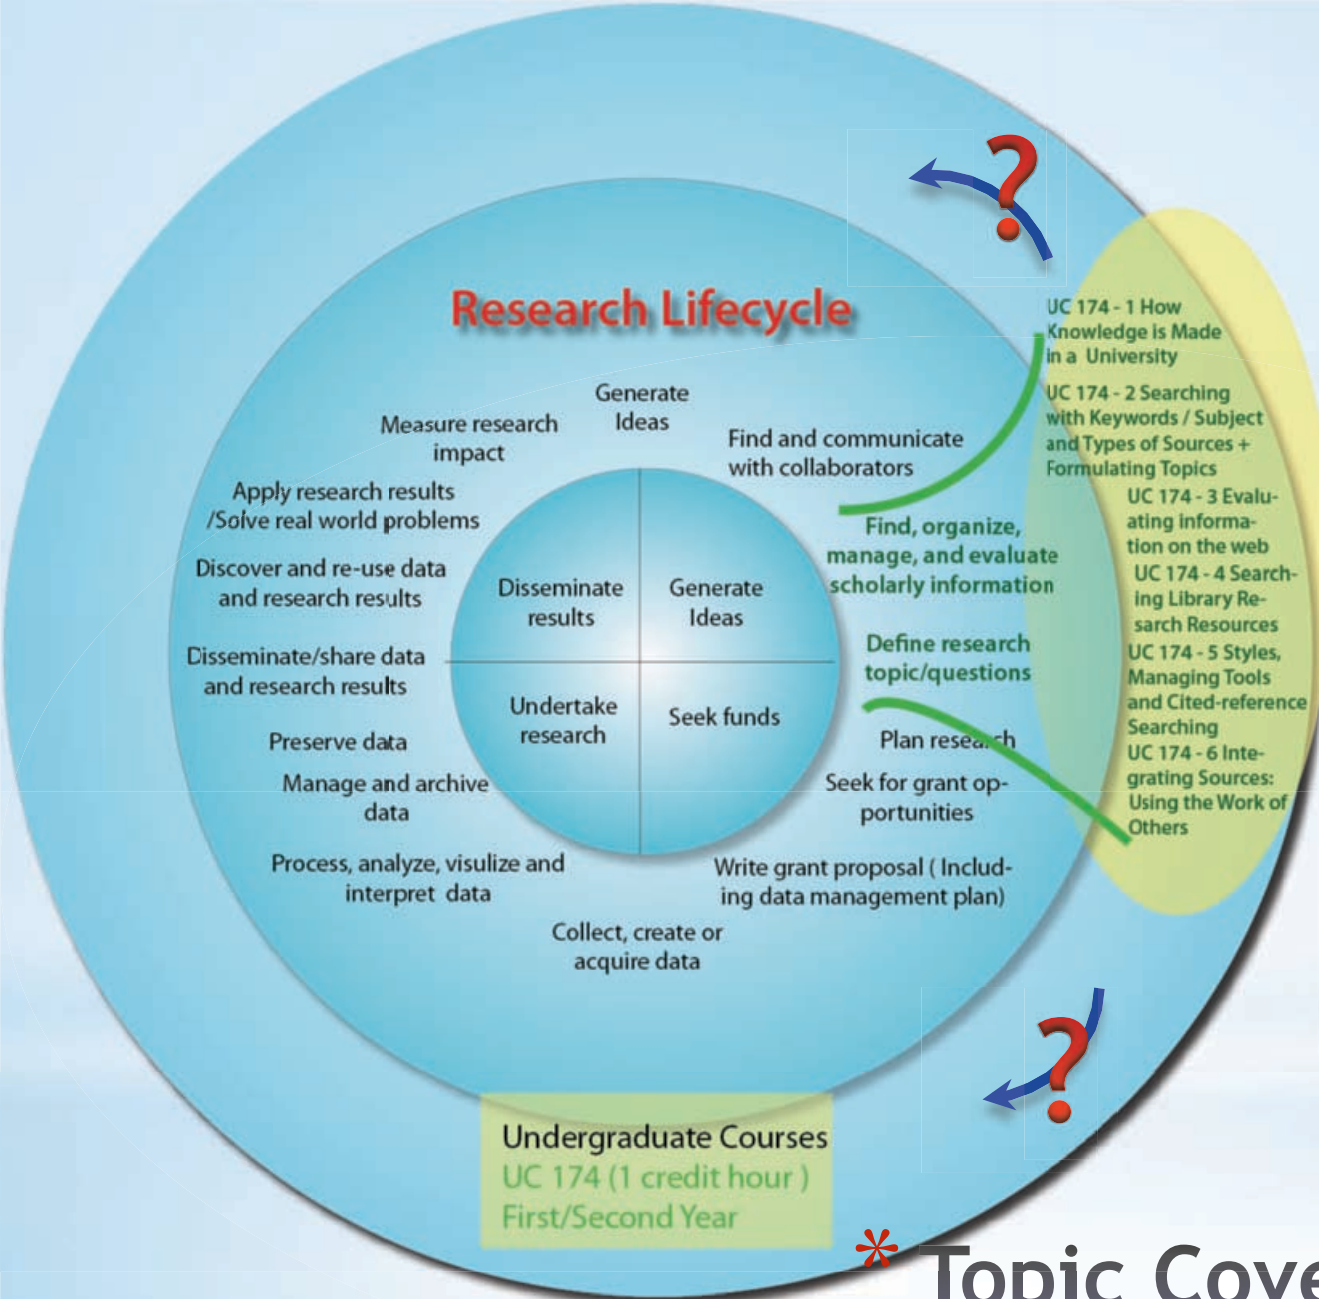 Research Lifecycle
Generate
Ideas
Measure research
impact
Find and communicate
with collaborators
Apply research results
/Solve real world problems
Find, organize,
manage, and evaluate
scholarly information
Discover and re-use data
and research results
Disseminate
results
Generate
Ideas
Define research
topic/questions
Disseminate/share data
and research results
Undertake
research
Seek funds
Preserve data
Plan research
Manage and archive
data
Seek for grant op-
portunities
Process, analyze, visulize and
interpret data
Write grant proposal ( Includ-
ing data management plan)
Collect, create or
acquire data
UC 174 - 1 How
Knowledge is Made
in a University
UC 174 - 2 Searching
with Keywords / Subject
and Types of Sources +
Formulating Topics
UC 174 - 3 Evalu-
ating informa-
tion on the web
UC 174 - 4 Search-
ing Library Re-
sarch Resources
UC 174 - 5 Styles,
Managing Tools
and Cited-reference
Searching
UC 174 - 6 Inte-
grating Sources:
Using the Work of
Others
?
?
Undergraduate Courses
UC 174 (1 credit hour )
First/Second Year
* Topic Cove